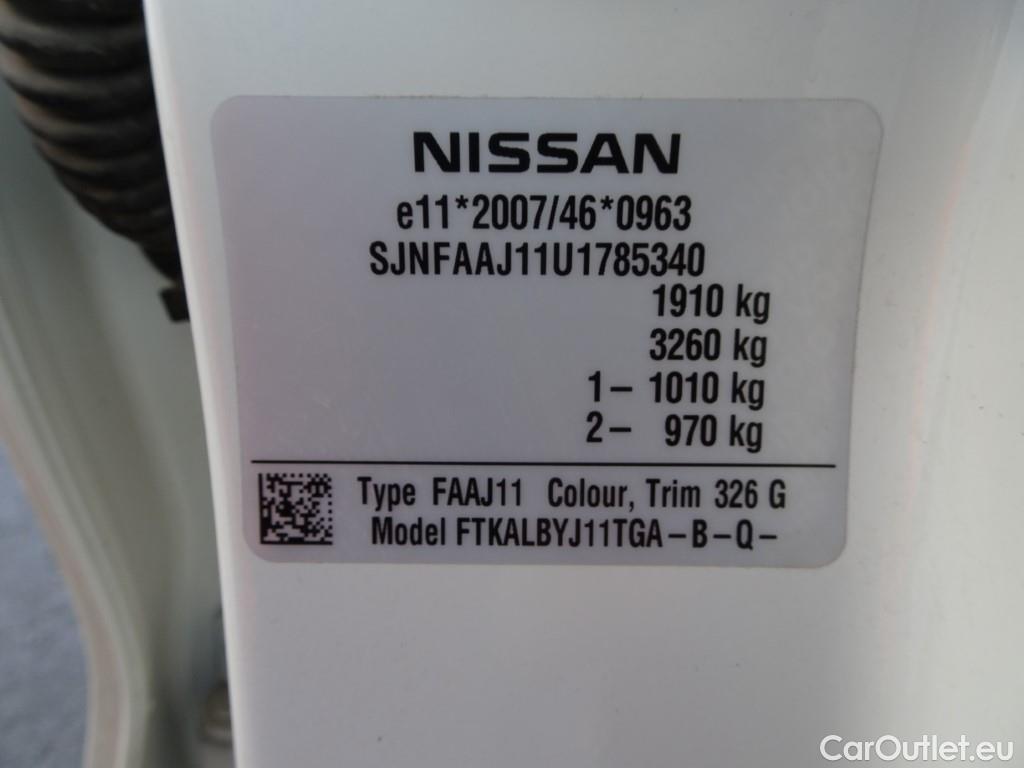 NISSAN
e11*2007/46*0963
SJNFAAJ11U1785340
1910 kg
3260 kg
1– 1010 kg
2– 970 kg
Type FAAJ11 Colour, Trim 326 G
Model FTKALBYJ11TGA–B–Q–
CarOutlet.eu